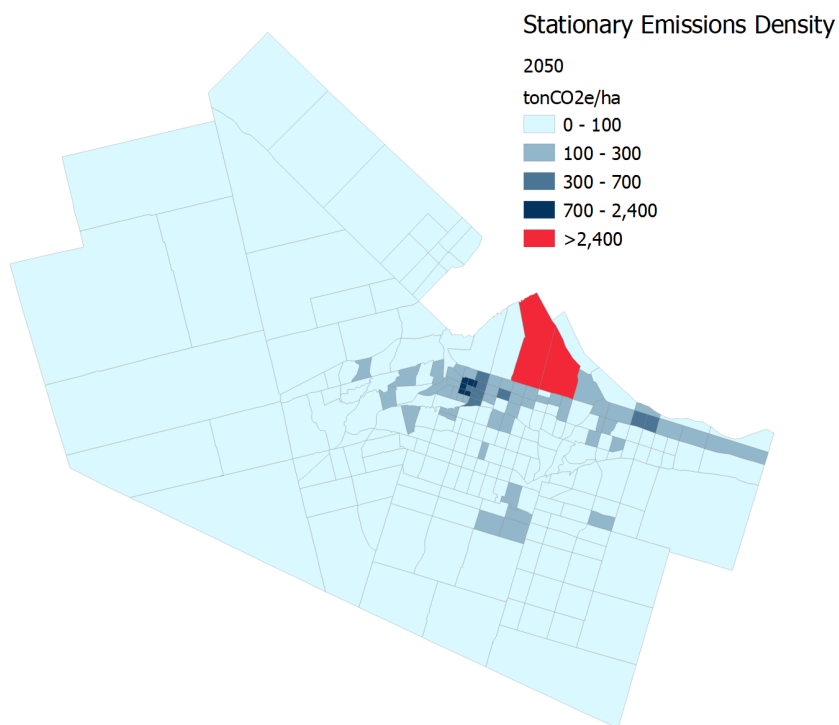 Stationary Emissions Density
2050
tonCO2e/ha
0 - 100
100 - 300
300 - 700
700 - 2,400
>2,400